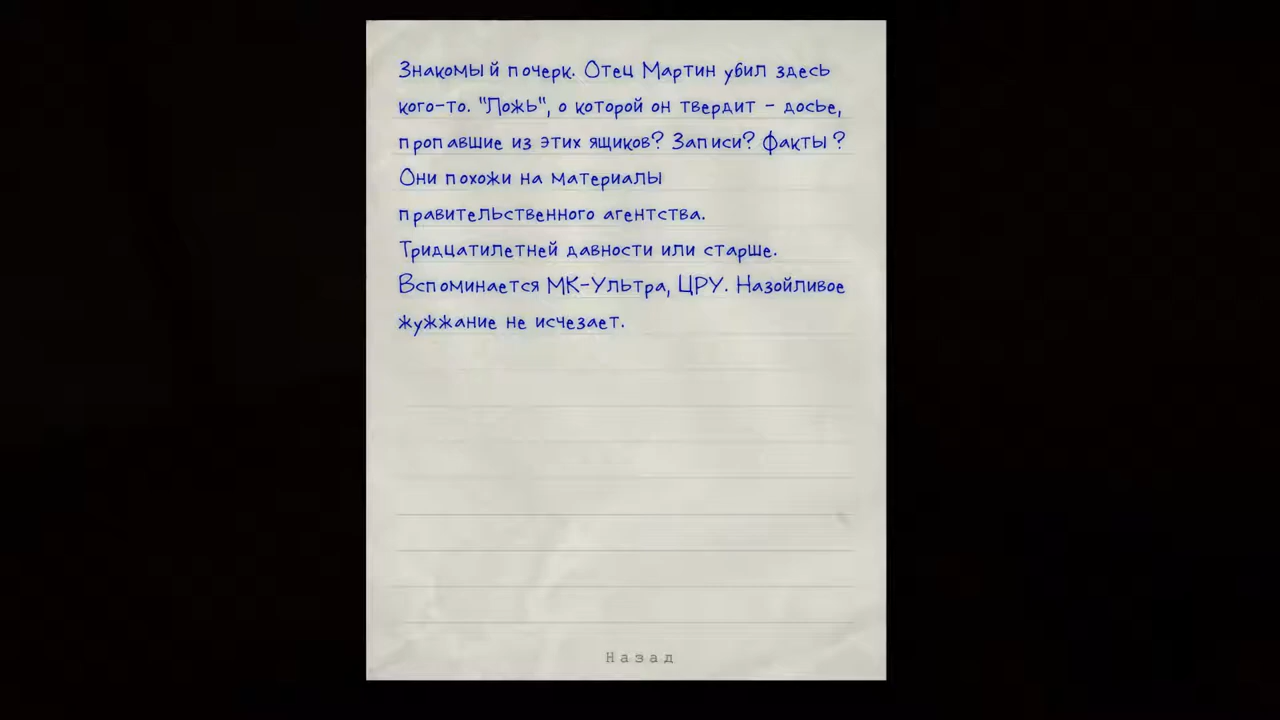 Знакомый почерк. Отец Мартин убил здесь
кого-то. "Ложь", о которой он твердит - досье,
пропавшие из этих ящиков? Записи? факты?
Они похожи на материалы
правительственного агентства.
Тридцатилетней давности или старше.
Вспоминается МК-Ультра, ЦРУ. Назойливое
жужжание не исчезает.
Назад